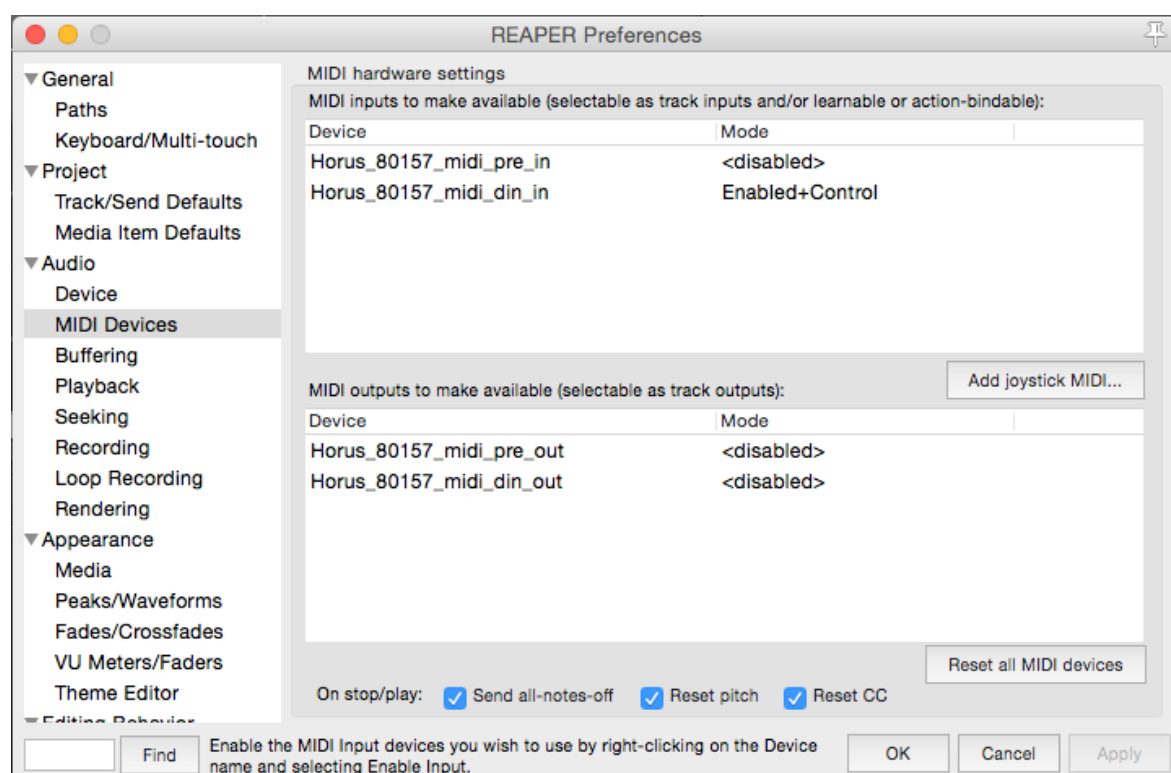 REAPER Preferences
General
Paths
Keyboard/Multi-touch
Project
Track/Send Defaults
Media Item Defaults
Audio
Device
MIDI Devices
Buffering
Playback
Seeking
Recording
Loop Recording
Rendering
Appearance
Media
Peaks/Waveforms
Fades/Crossfades
VU Meters/Faders
Theme Editor
Editing Behavior
MIDI hardware settings
MIDI inputs to make available (selectable as track inputs and/or learnable or action-bindable):
Device Mode
Horus_80157_midi_pre_in <disabled>
Horus_80157_midi_din_in Enabled+Control
Add joystick MIDI...
MIDI outputs to make available (selectable as track outputs):
Device Mode
Horus_80157_midi_pre_out <disabled>
Horus_80157_midi_din_out <disabled>
Reset all MIDI devices
On stop/play: Send all-notes-off Reset pitch Reset CC
Find
Enable the MIDI Input devices you wish to use by right-clicking on the Device
name and selecting Enable Input.
OK Cancel Apply